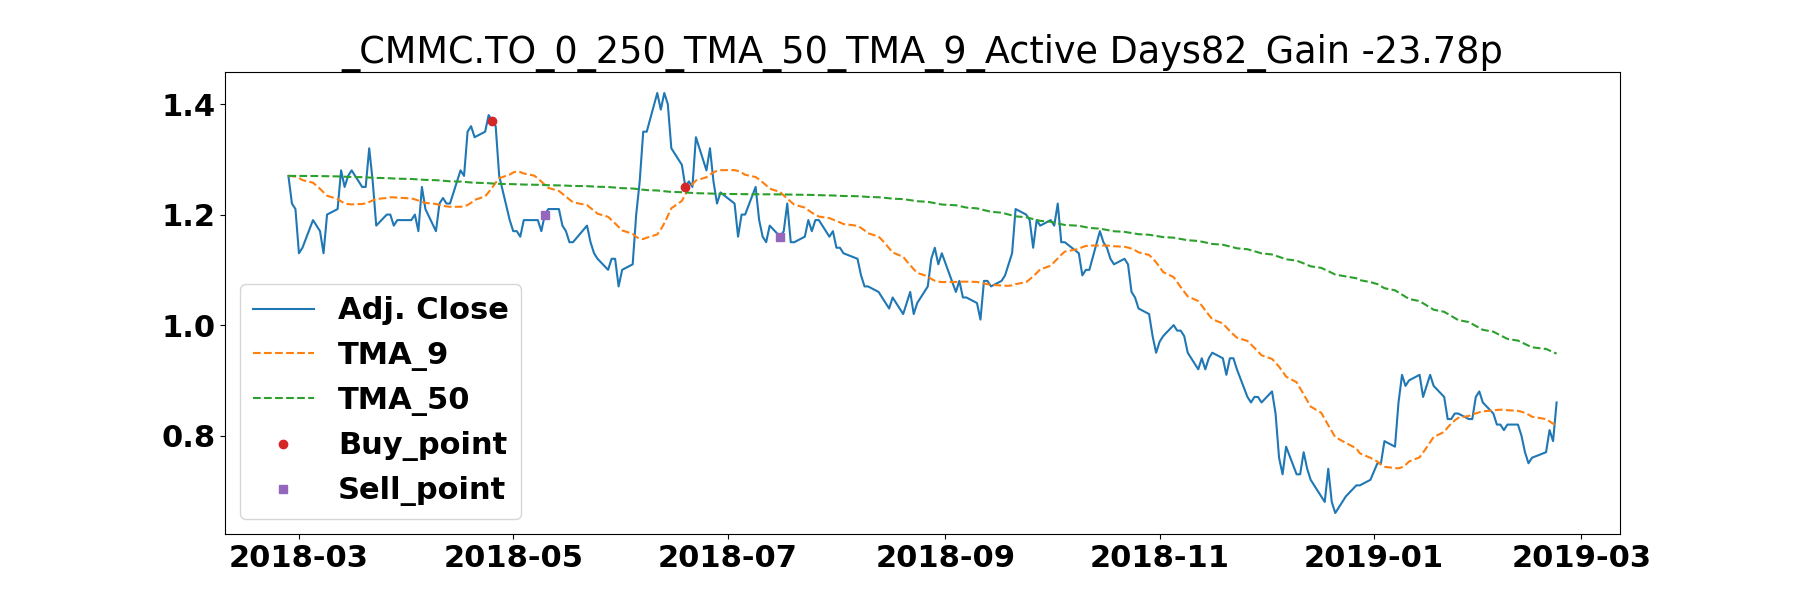 _CMMC.TO_0_250_TMA_50_TMA_9_Active Days82_Gain -23.78p
1.4
1.2
1.0
0.8
Adj. Close
TMA_9
TMA_50
Buy_point
Sell_point
2018-03 2018-05 2018-07 2018-09 2018-11 2019-01 2019-03